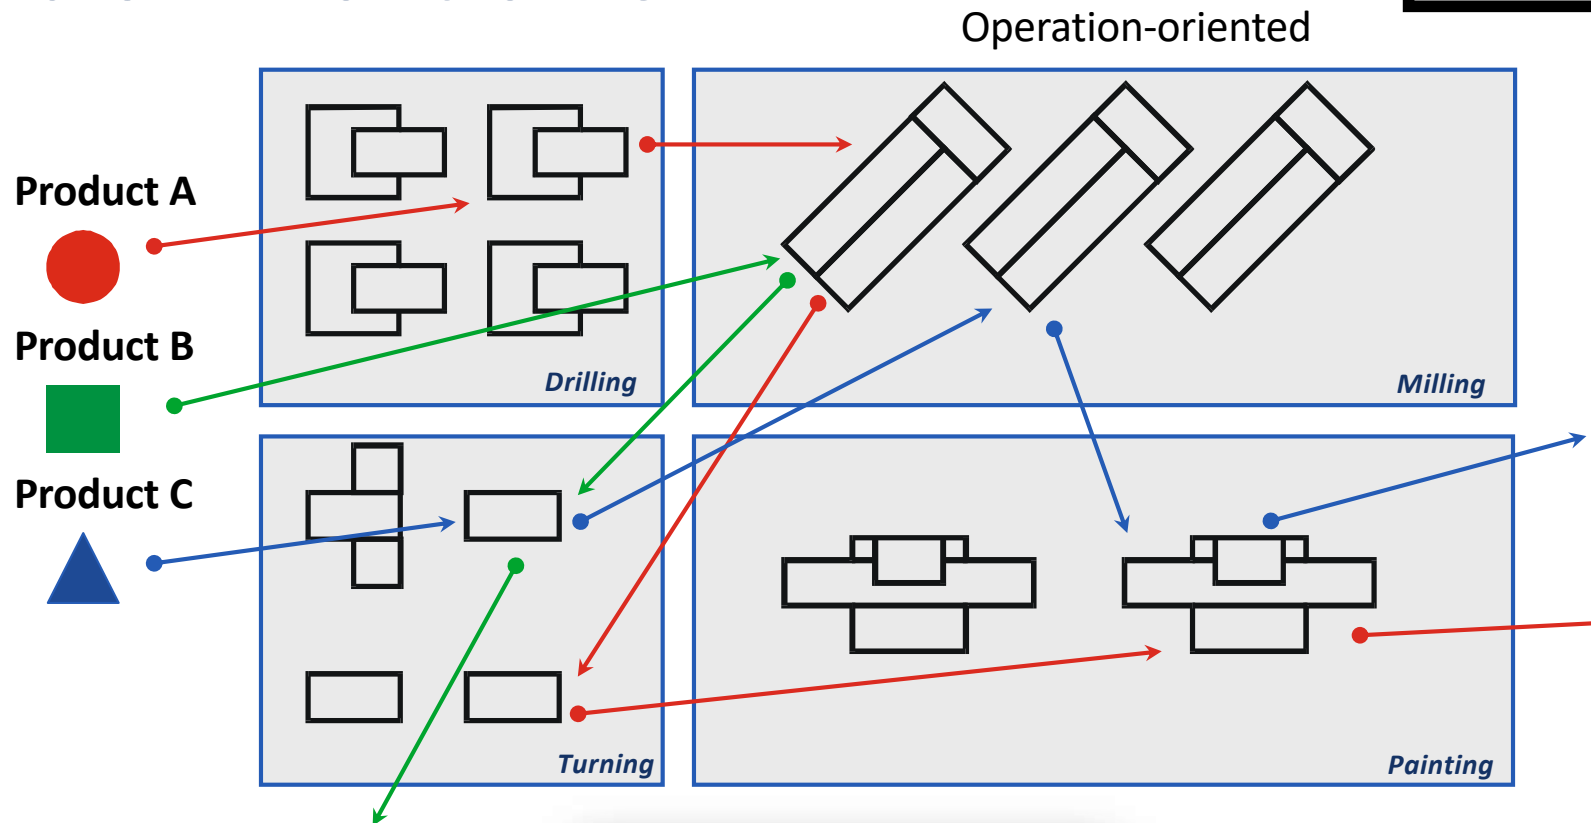 Operation-oriented
Product A
Product B
Product C
Drilling
Milling
Turning
Painting